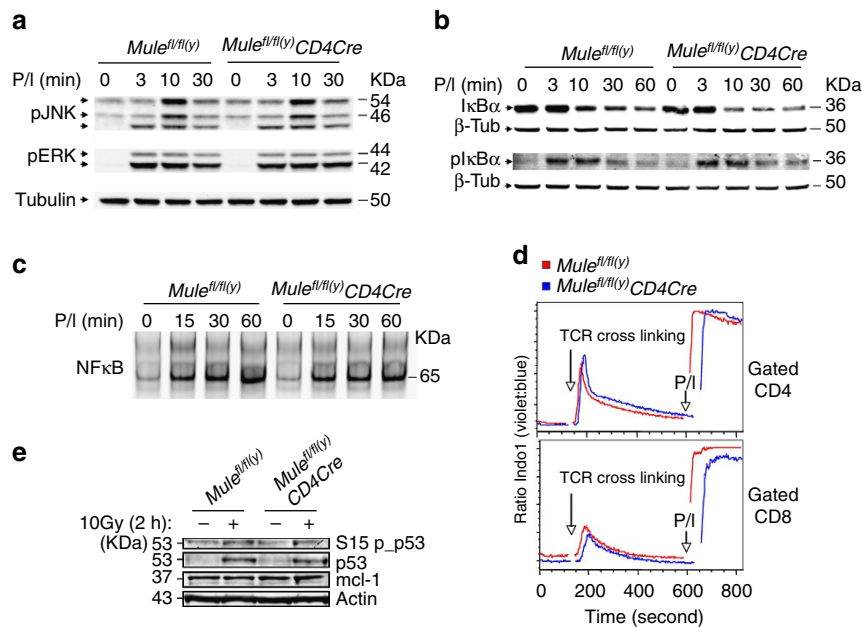 a
Mule^fl/fl(y) Mule^fl/fl(y)CD4Cre
P/I (min) 0 3 10 30 0 3 10 30 KDa
pJNK 54
46
pERK 44
42
Tubulin 50
b
Mule^fl/fl(y) Mule^fl/fl(y)CD4Cre
P/I (min) 0 3 10 30 60 0 3 10 30 60 KDa
IκBα 36
β-Tub 50
pIκBα 36
β-Tub 50
c
Mule^fl/fl(y) Mule^fl/fl(y)CD4Cre
P/I (min) 0 15 30 60 0 15 30 60
KDa
NFκB 65
d
Mule^fl/fl(y)
Mule^fl/fl(y)CD4Cre
TCR cross linking
P/I
Gated
CD4
TCR cross linking
P/I
Gated
CD8
Ratio Indo1 (violet:blue)
0 200 400 600 800
Time (second)
e
Mule^fl/fl(y) Mule^fl/fl(y)
CD4Cre
10Gy (2 h): – + – +
(KDa)
53 S15 p_p53
53 p53
37 mcl-1
43 Actin